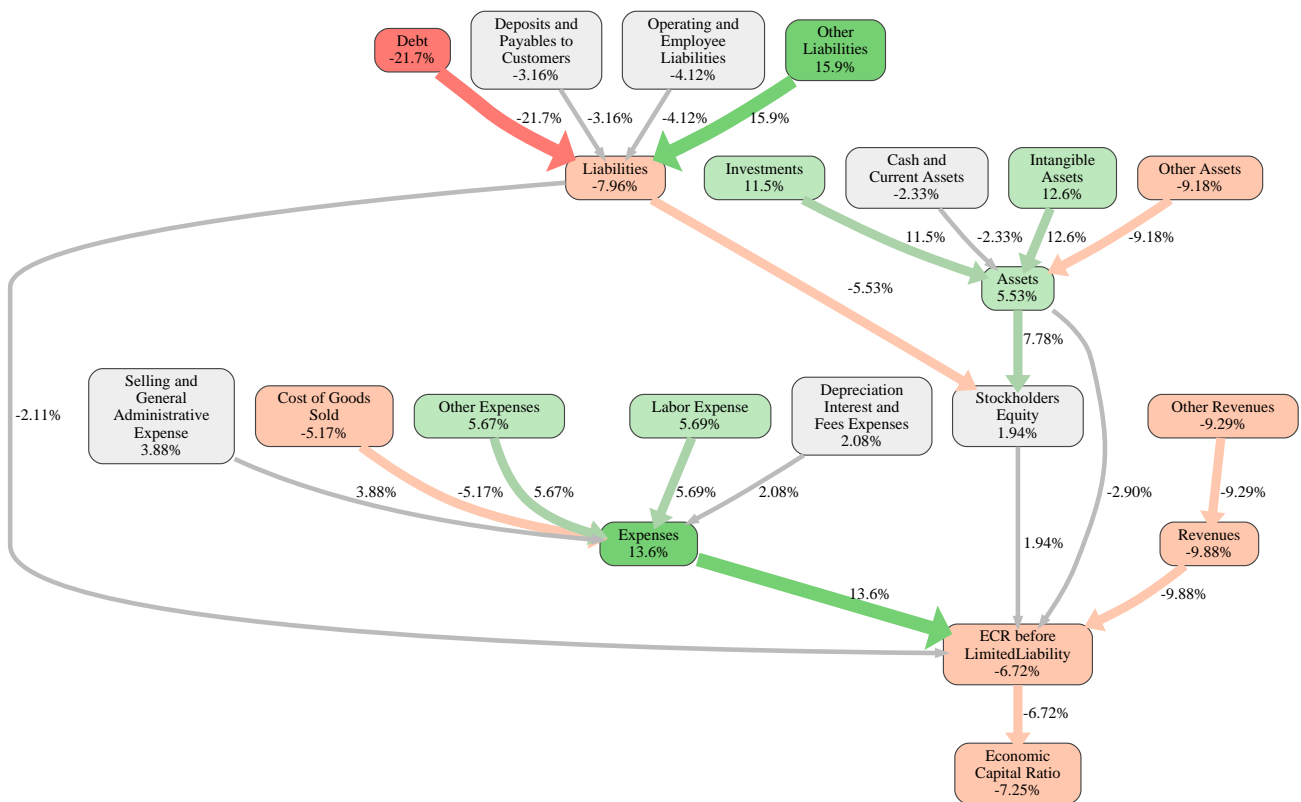 Debt
-21.7%
Deposits and
Payables to
Customers
-3.16%
Operating and
Employee
Liabilities
-4.12%
Other
Liabilities
15.9%
-21.7%
-3.16%
-4.12%
15.9%
Liabilities
-7.96%
Investments
11.5%
Cash and
Current Assets
-2.33%
Intangible
Assets
12.6%
Other Assets
-9.18%
11.5%
-2.33%
12.6%
-9.18%
-5.53%
Assets
5.53%
7.78%
-2.11%
Selling and
General
Administrative
Expense
3.88%
Cost of Goods
Sold
-5.17%
Other Expenses
5.67%
Labor Expense
5.69%
Depreciation
Interest and
Fees Expenses
2.08%
Stockholders
Equity
1.94%
Other Revenues
-9.29%
3.88%
-5.17%
5.67%
5.69%
2.08%
-2.90%
-9.29%
Expenses
13.6%
1.94%
Revenues
-9.88%
13.6%
-9.88%
ECR before
LimitedLiability
-6.72%
-6.72%
Economic
Capital Ratio
-7.25%